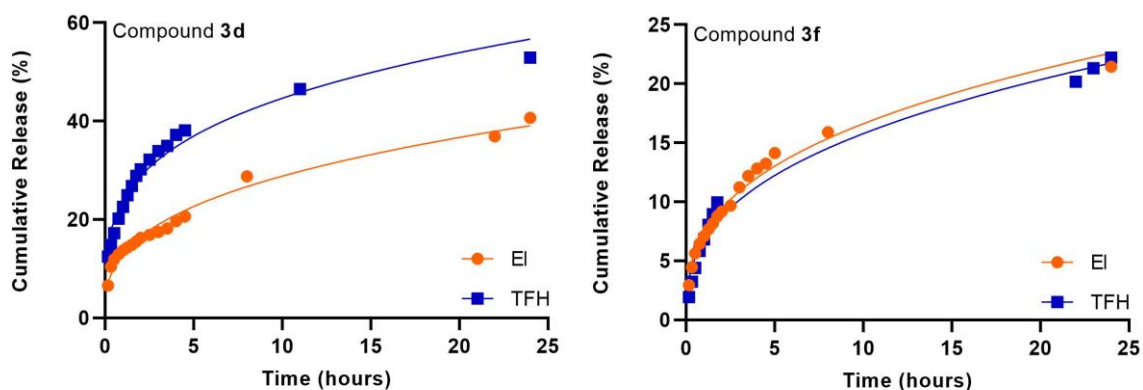 Compound 3d
Cumulative Release (%)
60
40
20
0
0 5 10 15 20 25
Time (hours)
EI
TFH
Compound 3f
Cumulative Release (%)
25
20
15
10
5
0
0 5 10 15 20 25
Time (hours)
EI
TFH